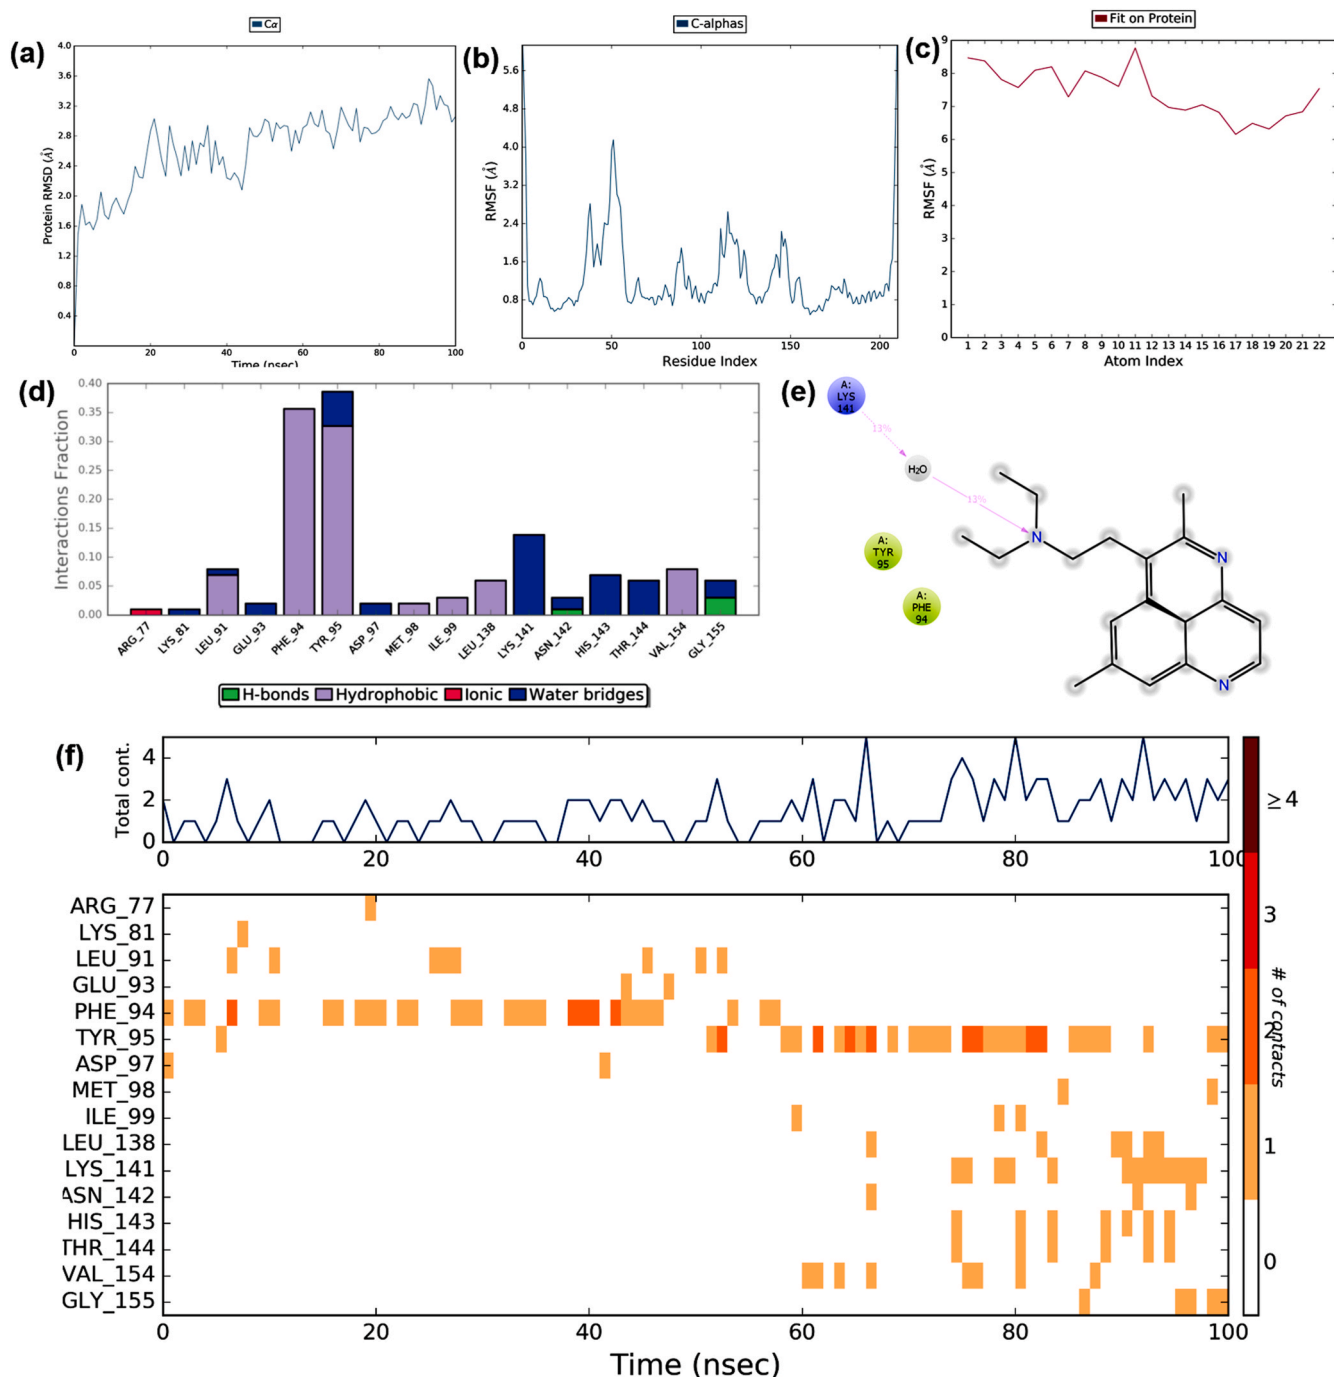 (a)
Cα
4.0
3.6
3.2
2.8
2.4
2.0
1.6
1.2
0.8
0.4
Protein RMSD (Å)
0 20 40 60 80 100
Time (nsec)
(b)
C-alphas
5.6
4.8
4.0
3.2
2.4
1.6
0.8
RMSF (Å)
0 50 100 150 200
Residue Index
(c)
Fit on Protein
9
8
7
6
5
4
3
2
1
0
RMSF (Å)
1 2 3 4 5 6 7 8 9 10 11 12 13 14 15 16 17 18 19 20 21 22
Atom Index
(d)
0.40
0.35
0.30
0.25
0.20
0.15
0.10
0.05
0.00
Interactions Fraction
ARG_77 LYS_81 LEU_91 GLU_93 PHE_94 TYR_95 ASP_97 MET_98 ILE_99 LEU_138 LYS_141 ASN_142 HIS_143 THR_144 VAL_154 GLY_155
H-bonds Hydrophobic Ionic Water bridges
(e)
A:
LYS
141
13%
H₂O
13%
A:
TYR
95
A:
PHE
94
N
N
N
(f)
Total cont.
4
2
0
0 20 40 60 80 100
ARG_77
LYS_81
LEU_91
GLU_93
PHE_94
TYR_95
ASP_97
MET_98
ILE_99
LEU_138
LYS_141
ASN_142
HIS_143
THR_144
VAL_154
GLY_155
0 20 40 60 80 100
Time (nsec)
≥4
3
2
1
0
# of contacts